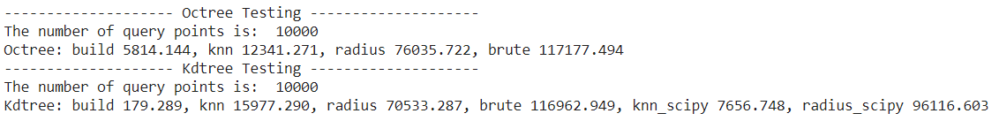 ------------------- Octree Testing -------------------
The number of query points is:  10000
Octree: build 5814.144, knn 12341.271, radius 76035.722, brute 117177.494
------------------- Kdtree Testing -------------------
The number of query points is:  10000
Kdtree: build 179.289, knn 15977.290, radius 70533.287, brute 116962.949, knn_scipy 7656.748, radius_scipy 96116.603